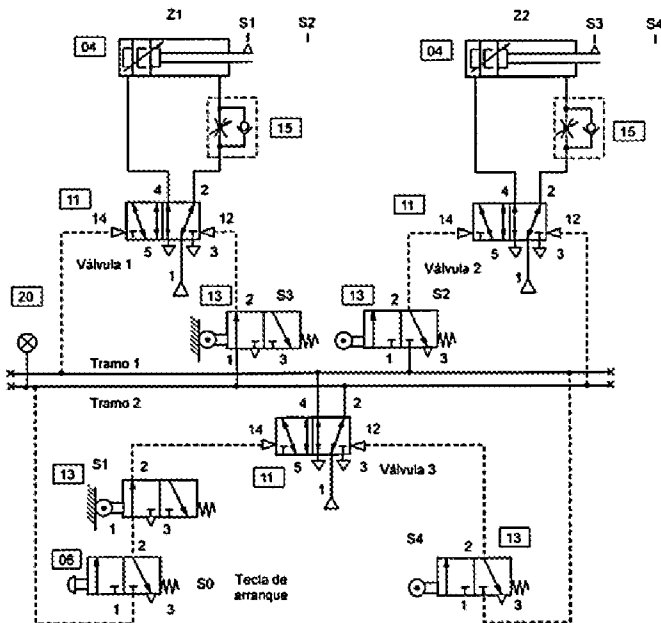 Z1 S1 S2 Z2 S3 S4
04 04
15 15
11 4 2 11 4 2
14 12 14 12
5 3 5 3
Válvula 1 1 Válvula 2 1
20 13 2 S3 13 2 S2
1 3 1 3
Tramo 1
Tramo 2 4 2
14 12
5 3 Válvula 3
13 S1 2 11 1
1 3
06 2 S0 Tecla de arranque S4 2 13
1 3 1 3